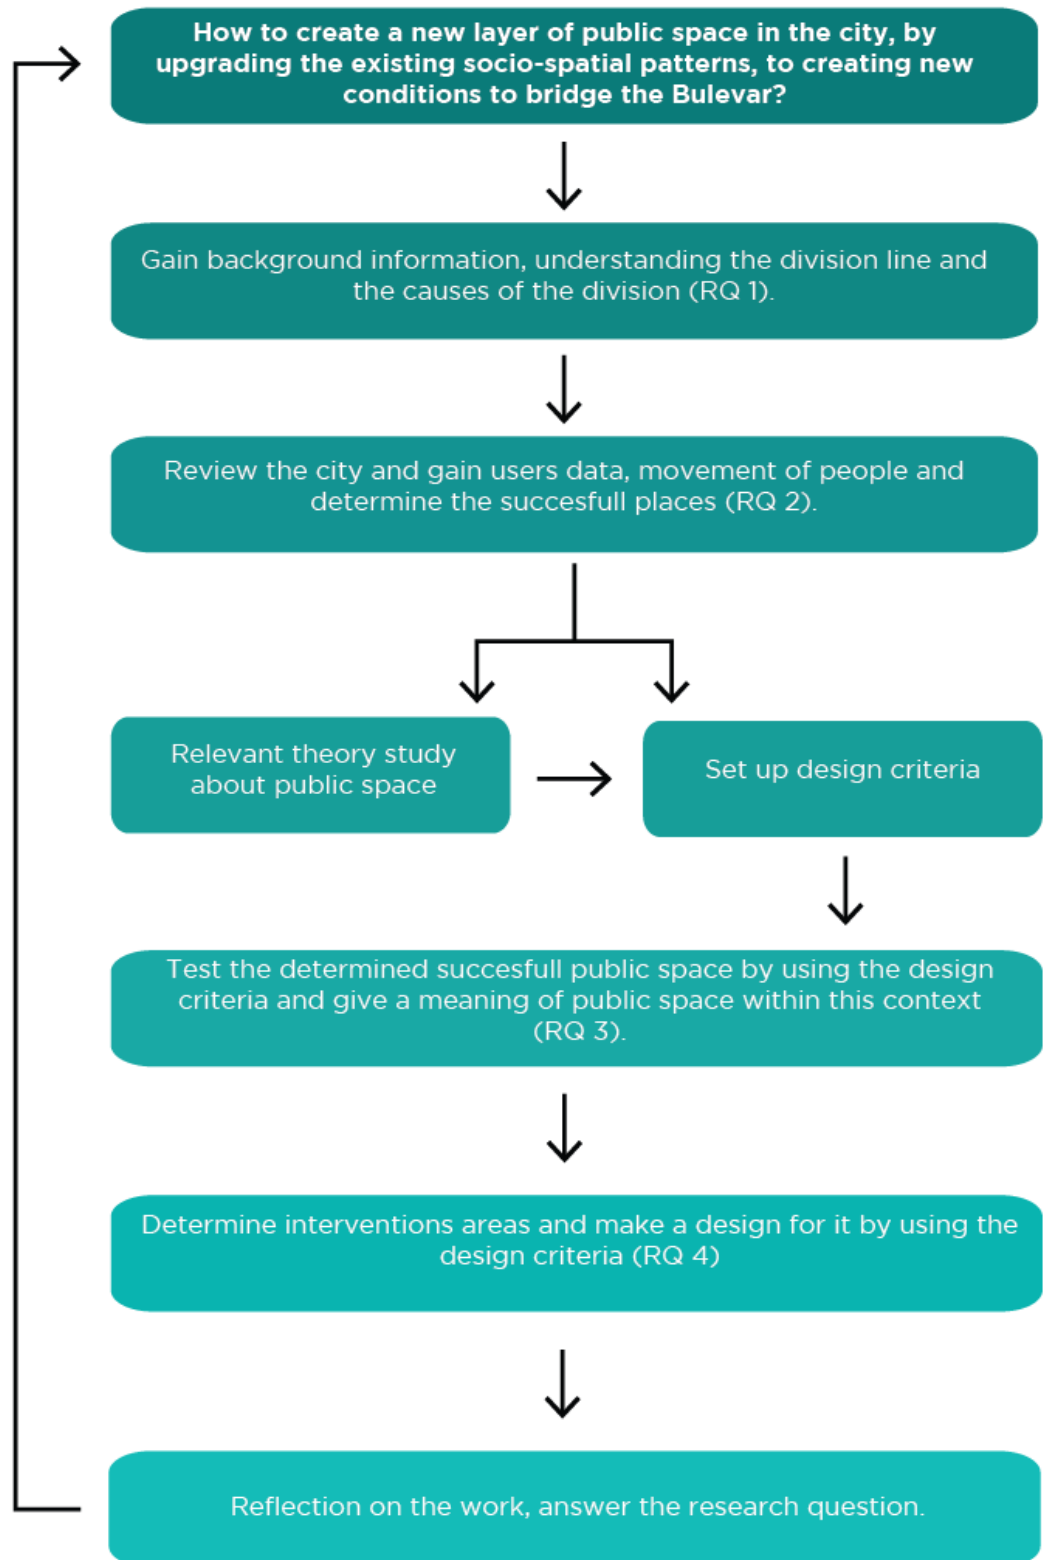 How to create a new layer of public space in the city, by
upgrading the existing socio-spatial patterns, to creating new
conditions to bridge the Bulevar?
Gain background information, understanding the division line and
the causes of the division (RQ 1).
Review the city and gain users data, movement of people and
determine the succesfull places (RQ 2).
Relevant theory study
about public space
Set up design criteria
Test the determined succesfull public space by using the design
criteria and give a meaning of public space within this context
(RQ 3).
Determine interventions areas and make a design for it by using the
design criteria (RQ 4)
Reflection on the work, answer the research question.